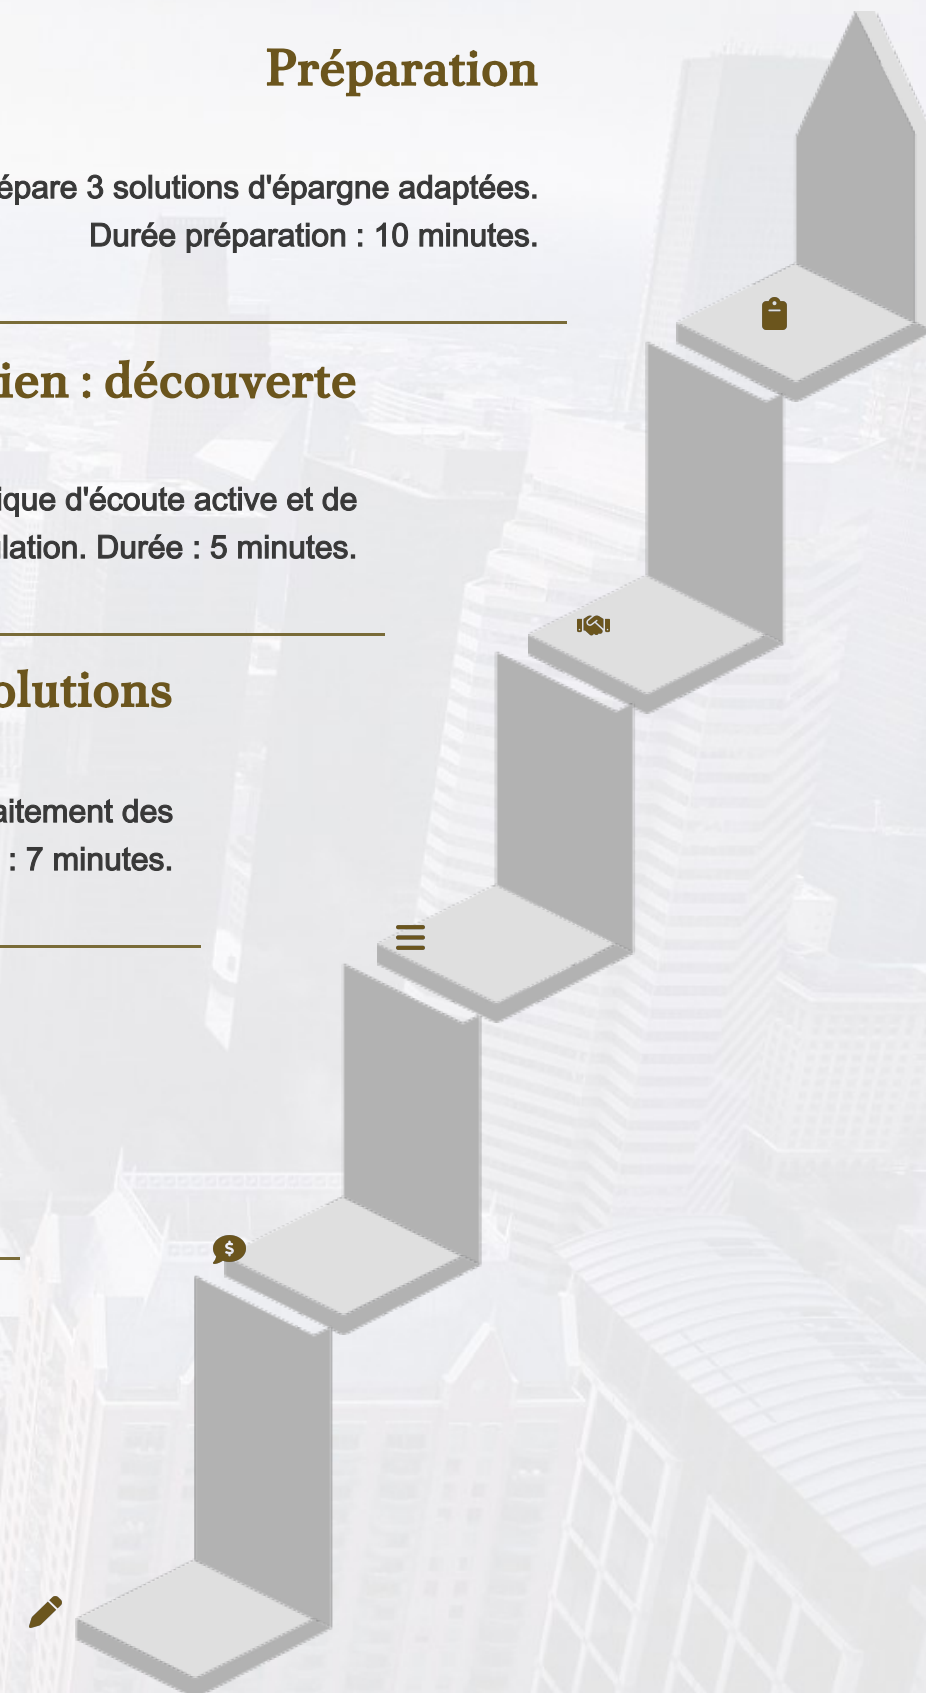 Préparation
épare 3 solutions d'épargne adaptées.
Durée préparation : 10 minutes.
ien : découverte
ique d'écoute active et de
ulation. Durée : 5 minutes.
olutions
aitement des
: 7 minutes.
$